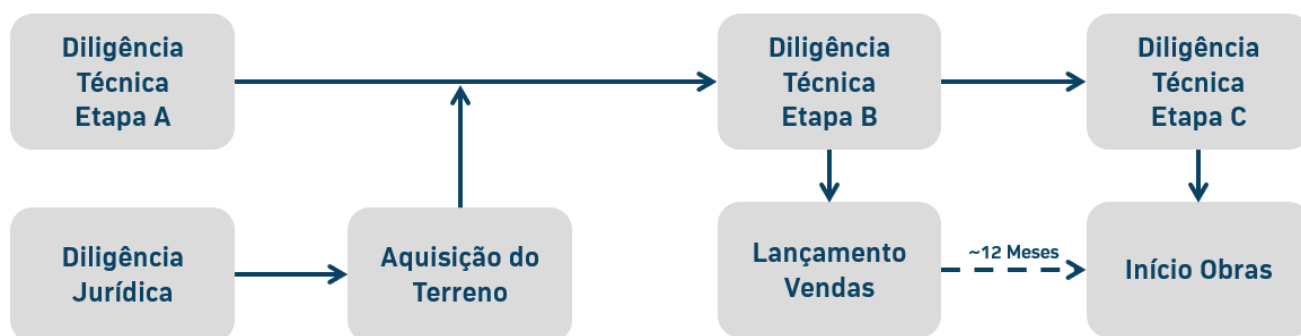 Diligência
Técnica
Etapa A
Diligência
Técnica
Etapa B
Diligência
Técnica
Etapa C
Diligência
Jurídica
Aquisição do
Terreno
Lançamento
Vendas
~12 Meses
Início Obras